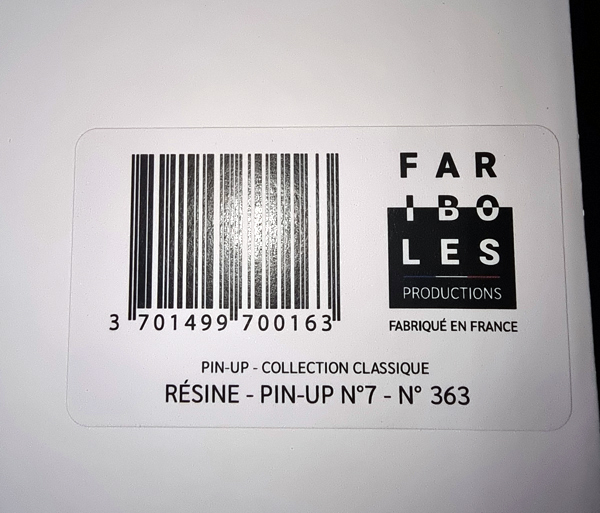 3 701499 700163
FAR
IBO
LES
PRODUCTIONS
FABRIQUÉ EN FRANCE
PIN-UP - COLLECTION CLASSIQUE
RÉSINE - PIN-UP N°7 - N° 363